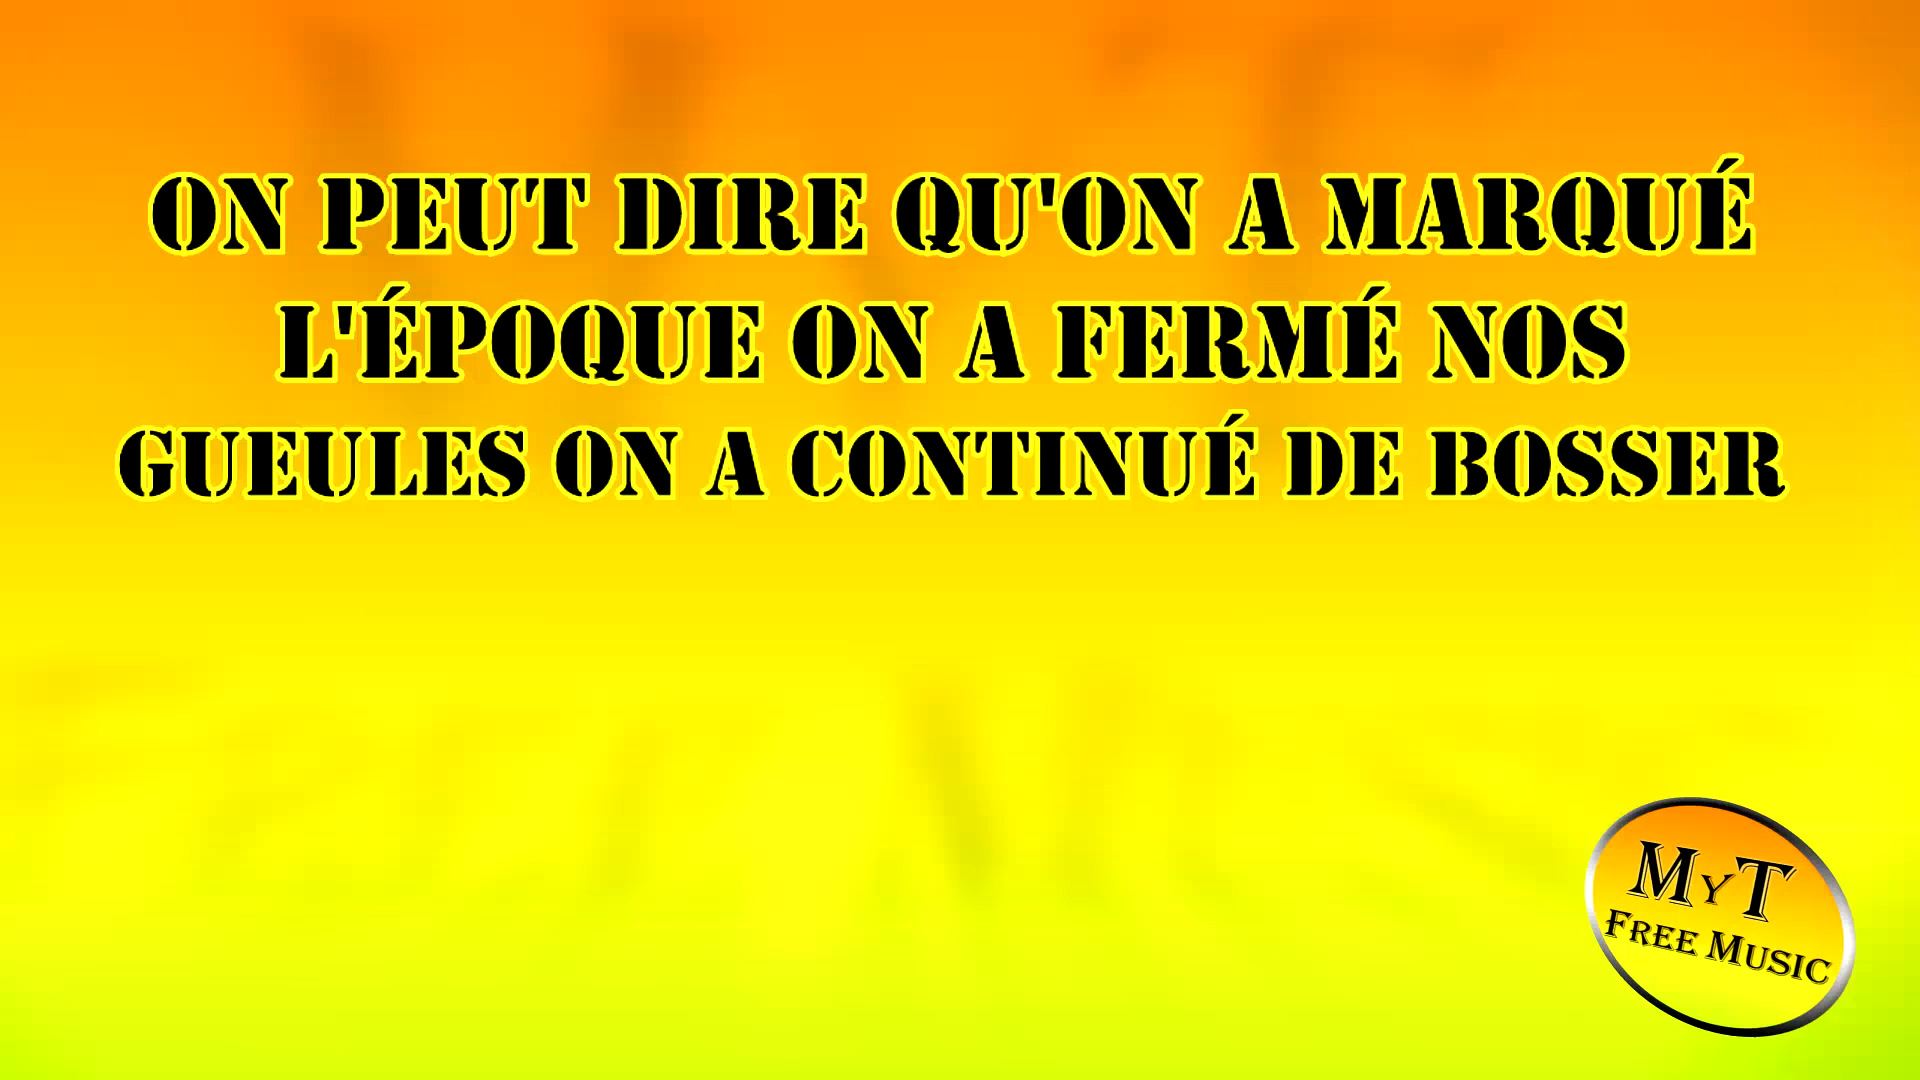 ON PEUT DIRE QU'ON A MARQUÉ
L'ÉPOQUE ON A FERMÉ NOS
GUEULES ON A CONTINUÉ DE BOSSER
MYT
FREE MUSIC